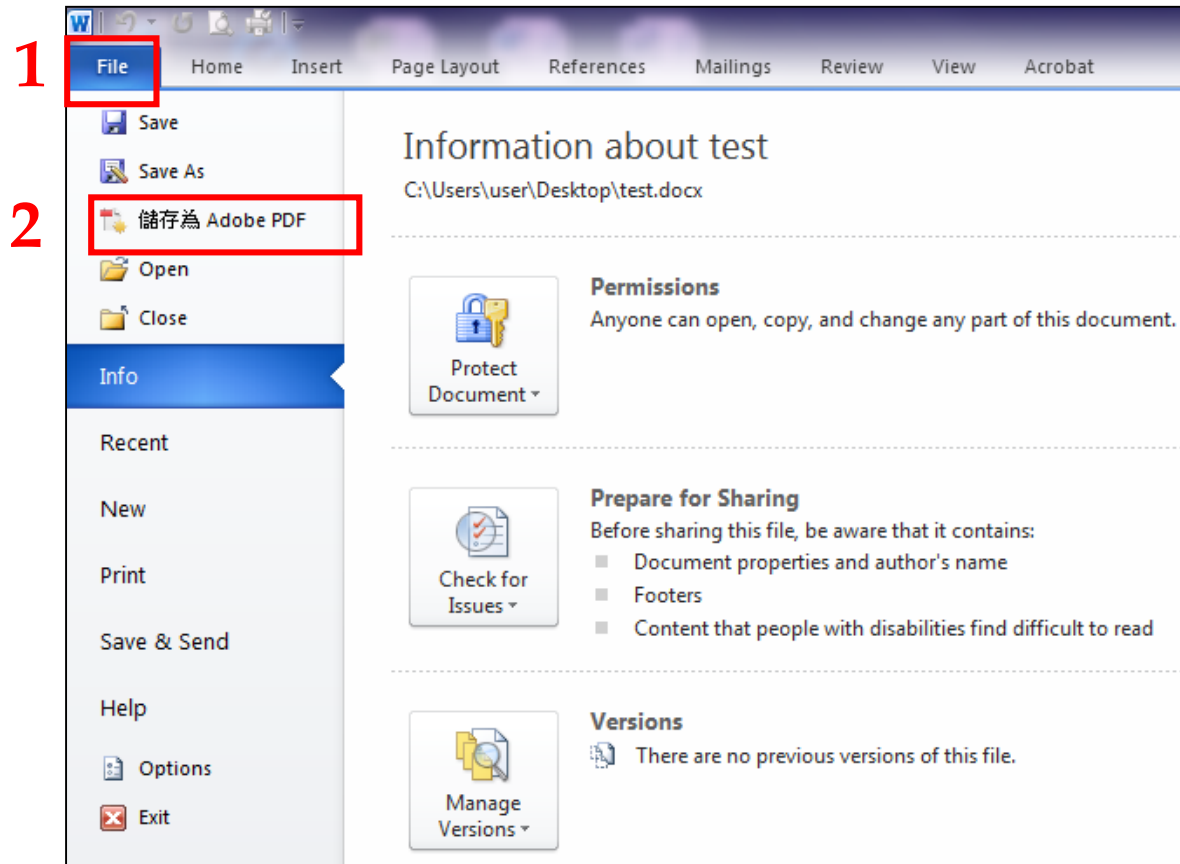 W
1
File Home Insert Page Layout References Mailings Review View Acrobat
Save
Save As
2
儲存為 Adobe PDF
Open
Close
Info
Recent
New
Print
Save & Send
Help
Options
Exit
Information about test
C:\Users\user\Desktop\test.docx
Protect
Document
Permissions
Anyone can open, copy, and change any part of this document.
Check for
Issues
Prepare for Sharing
Before sharing this file, be aware that it contains:
Document properties and author's name
Footers
Content that people with disabilities find difficult to read
Manage
Versions
Versions
There are no previous versions of this file.